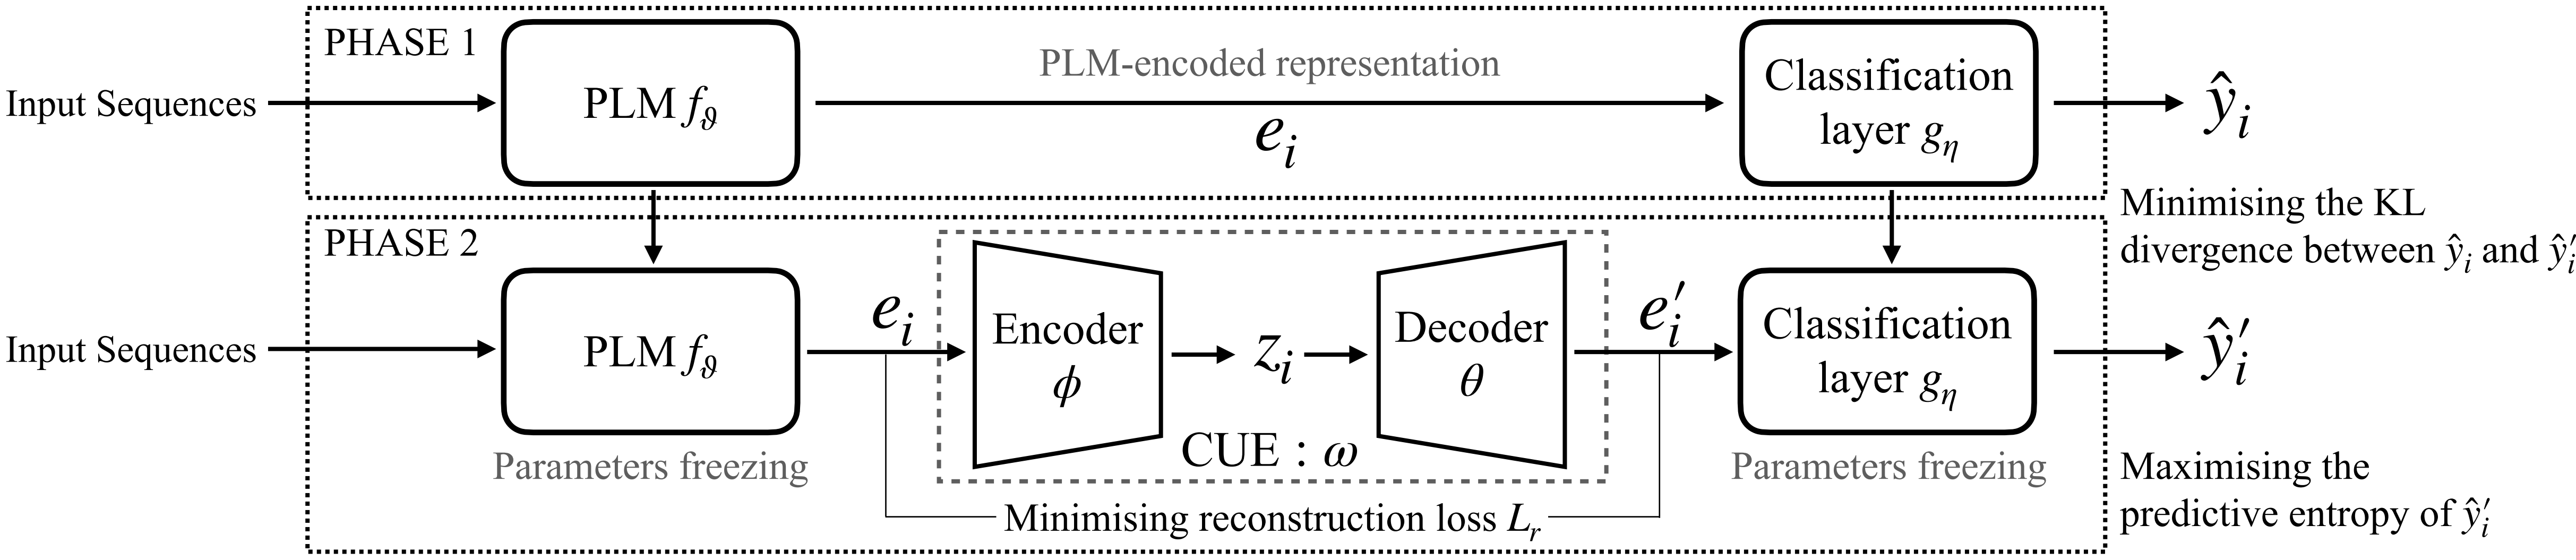 PHASE 1
Input Sequences
PLM f_ϑ
PLM-encoded representation
e_i
Classification
layer g_η
ŷ_i
PHASE 2
Input Sequences
PLM f_ϑ
Parameters freezing
e_i
Encoder
ϕ
z_i
Decoder
θ
CUE : ω
e′_i
Classification
layer g_η
Parameters freezing
Minimising reconstruction loss L_r
Minimising the KL
divergence between ŷ_i and ŷ′_i
ŷ′_i
Maximising the
predictive entropy of ŷ′_i